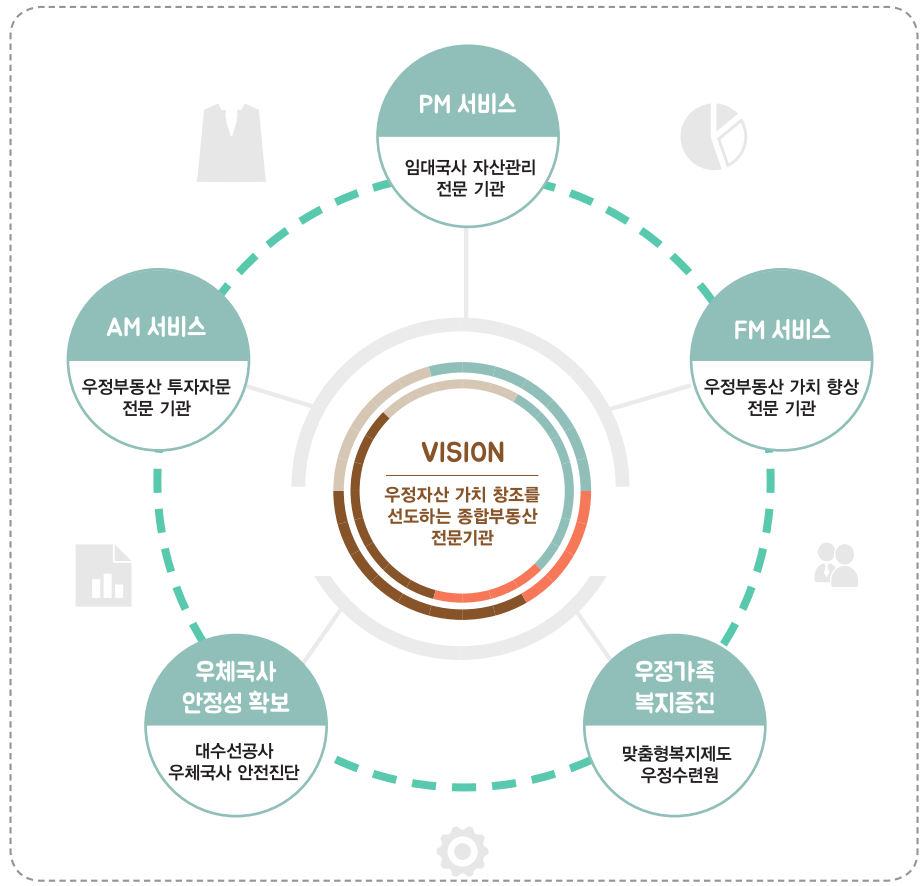 PM 서비스
임대국사 자산관리
전문 기관
AM 서비스
우정부동산 투자자문
전문 기관
FM 서비스
우정부동산 가치 향상
전문 기관
VISION
우정자산 가치 창조를
선도하는 종합부동산
전문기관
우체국사
안정성 확보
대수선공사
우체국사 안전진단
우정가족
복지증진
맞춤형복지제도
우정수련원